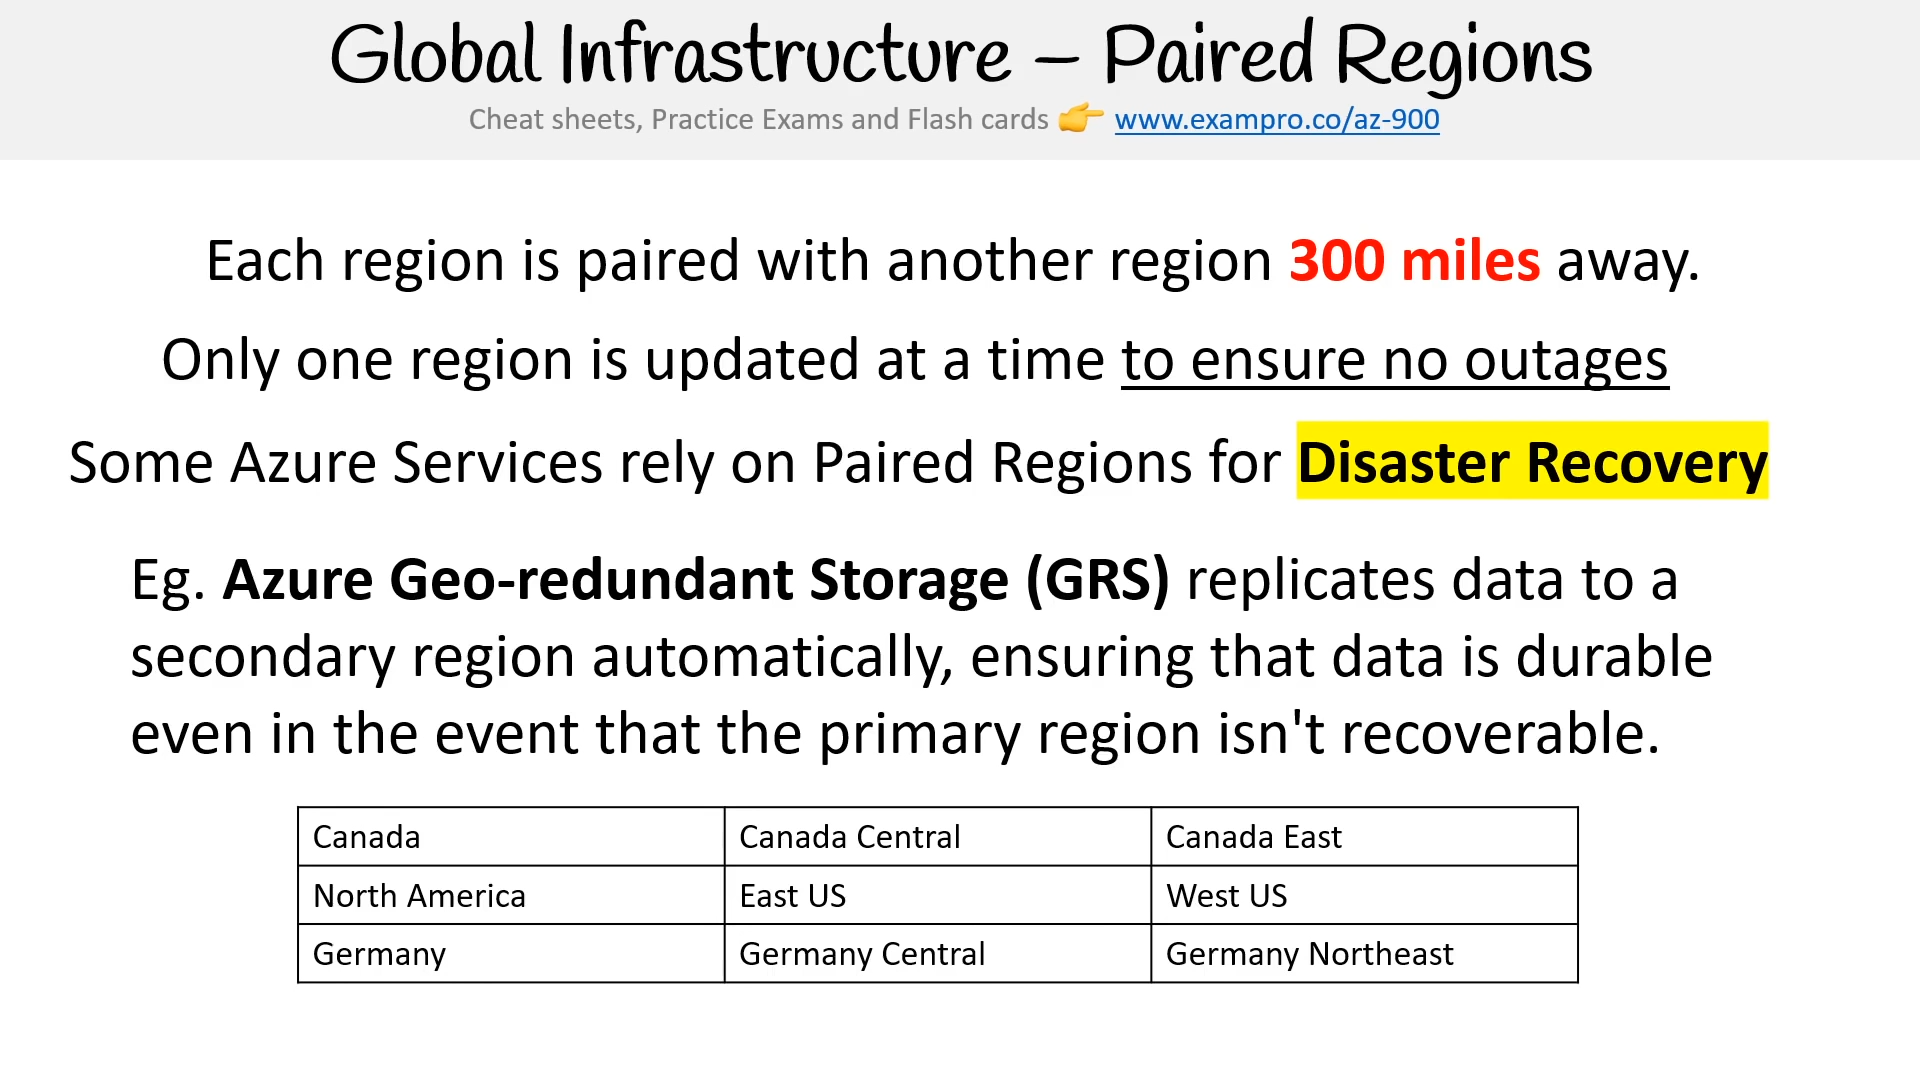 Global Infrastructure – Paired Regions
Cheat sheets, Practice Exams and Flash cards 👉 www.exampro.co/az-900
Each region is paired with another region 300 miles away.
Only one region is updated at a time to ensure no outages
Some Azure Services rely on Paired Regions for Disaster Recovery
Eg. Azure Geo-redundant Storage (GRS) replicates data to a
secondary region automatically, ensuring that data is durable
even in the event that the primary region isn't recoverable.
Canada Canada Central Canada East
North America East US West US
Germany Germany Central Germany Northeast